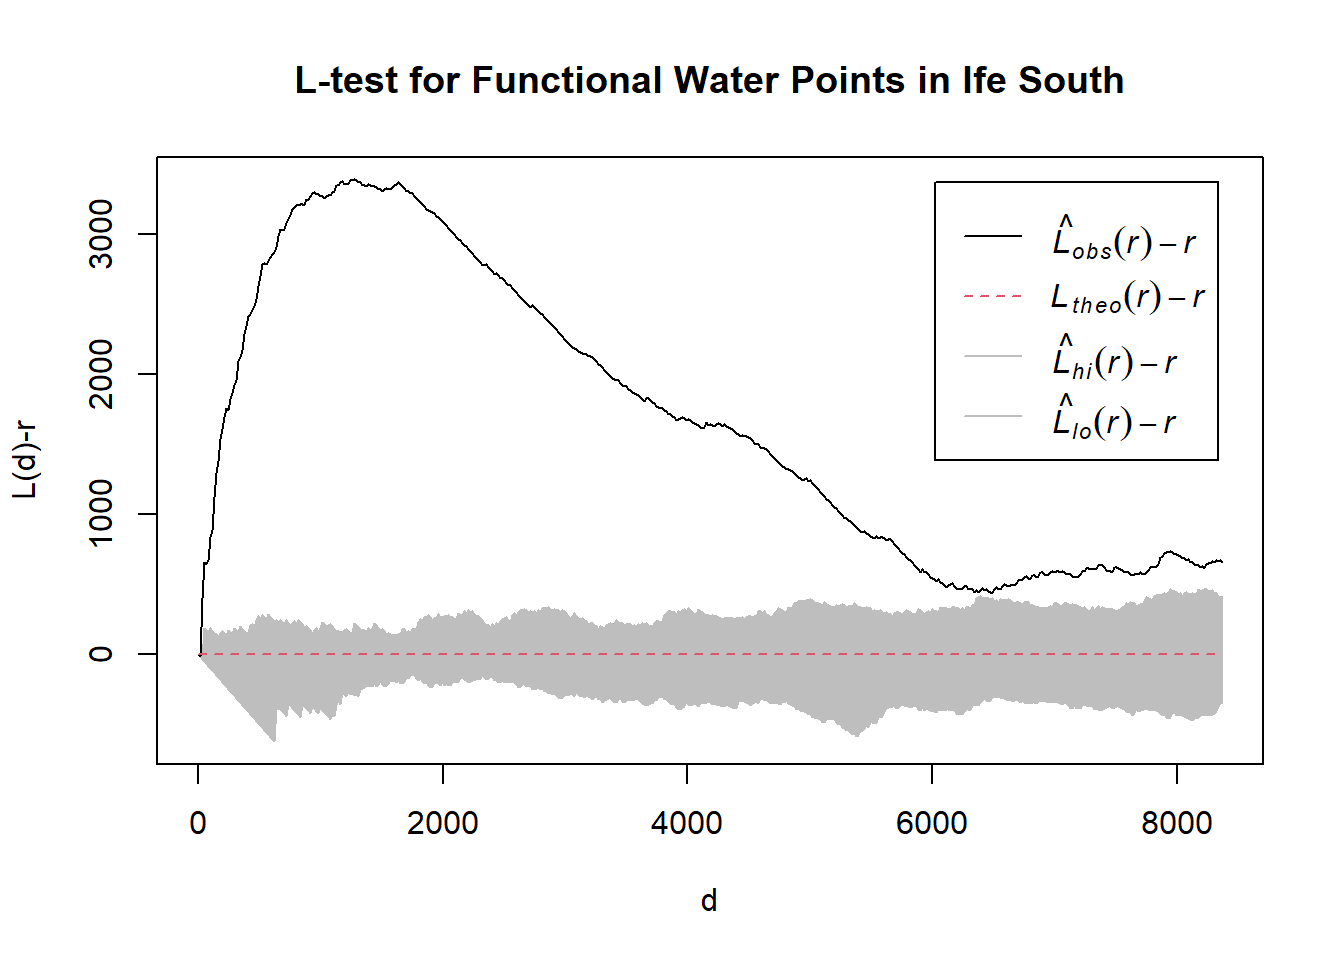 L-test for Functional Water Points in Ife South
L(d)-r
3000
2000
1000
0
L̂obs(r) – r
Ltheo(r) – r
L̂hi(r) – r
L̂lo(r) – r
0 2000 4000 6000 8000
d